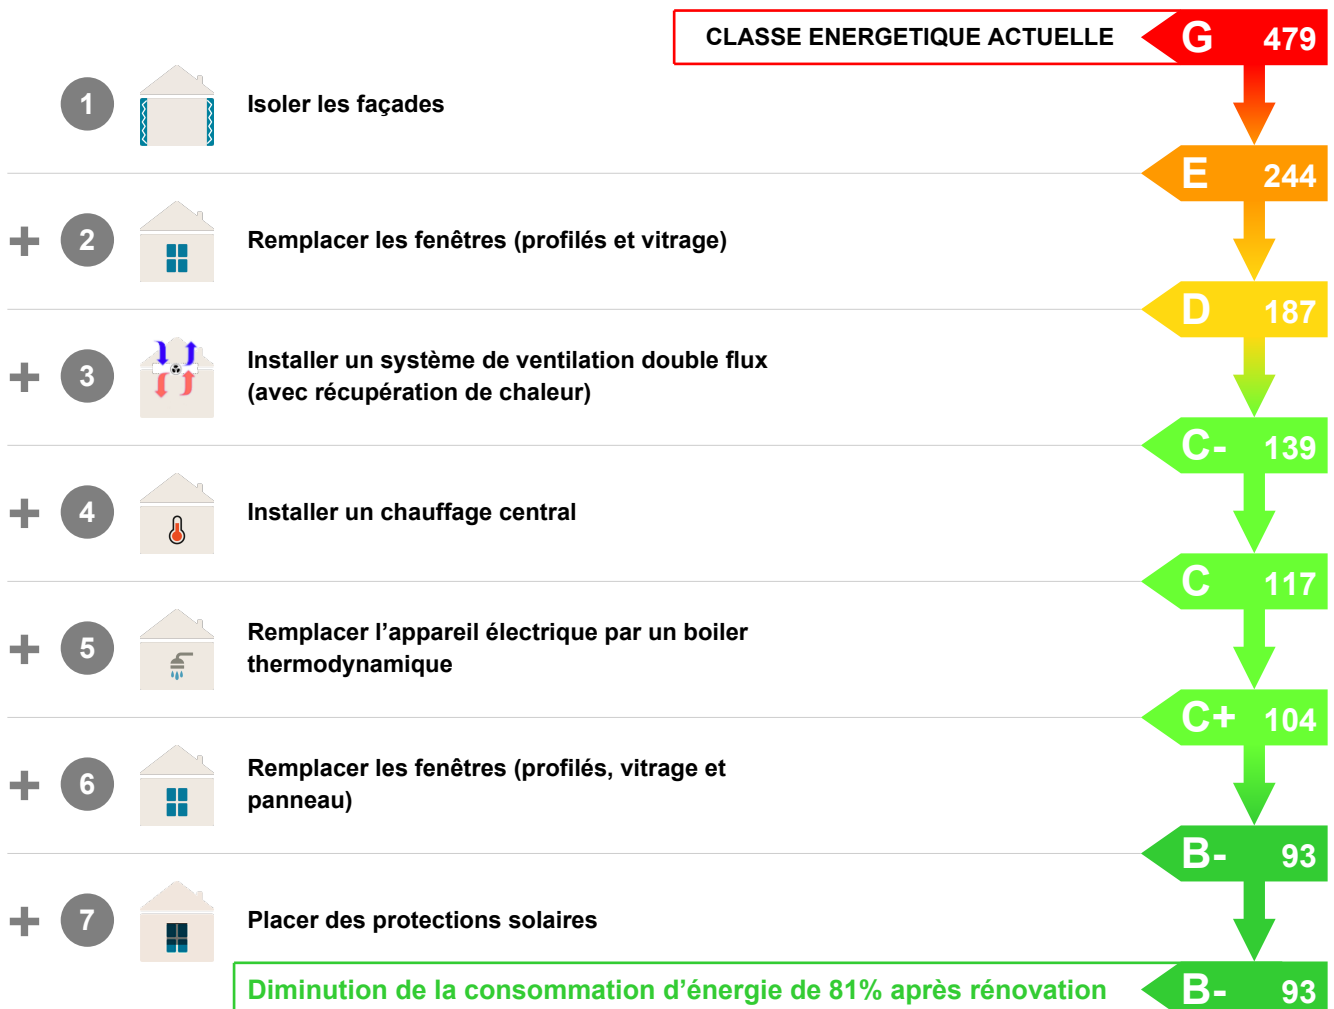 CLASSE ENERGETIQUE ACTUELLE G 479
1 Isoler les façades
E 244
+ 2 Remplacer les fenêtres (profilés et vitrage)
D 187
+ 3 Installer un système de ventilation double flux
(avec récupération de chaleur)
C- 139
+ 4 Installer un chauffage central
C 117
+ 5 Remplacer l’appareil électrique par un boiler
thermodynamique
C+ 104
+ 6 Remplacer les fenêtres (profilés, vitrage et
panneau)
B- 93
+ 7 Placer des protections solaires
Diminution de la consommation d’énergie de 81% après rénovation B- 93